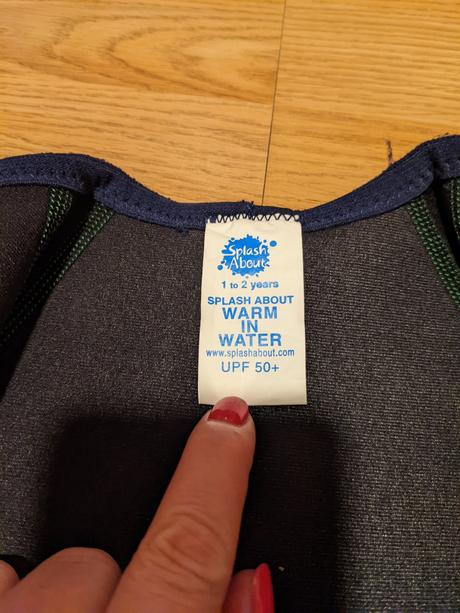 Splash
About
1 to 2 years
SPLASH ABOUT
WARM
IN
WATER
www.splashabout.com
UPF 50+